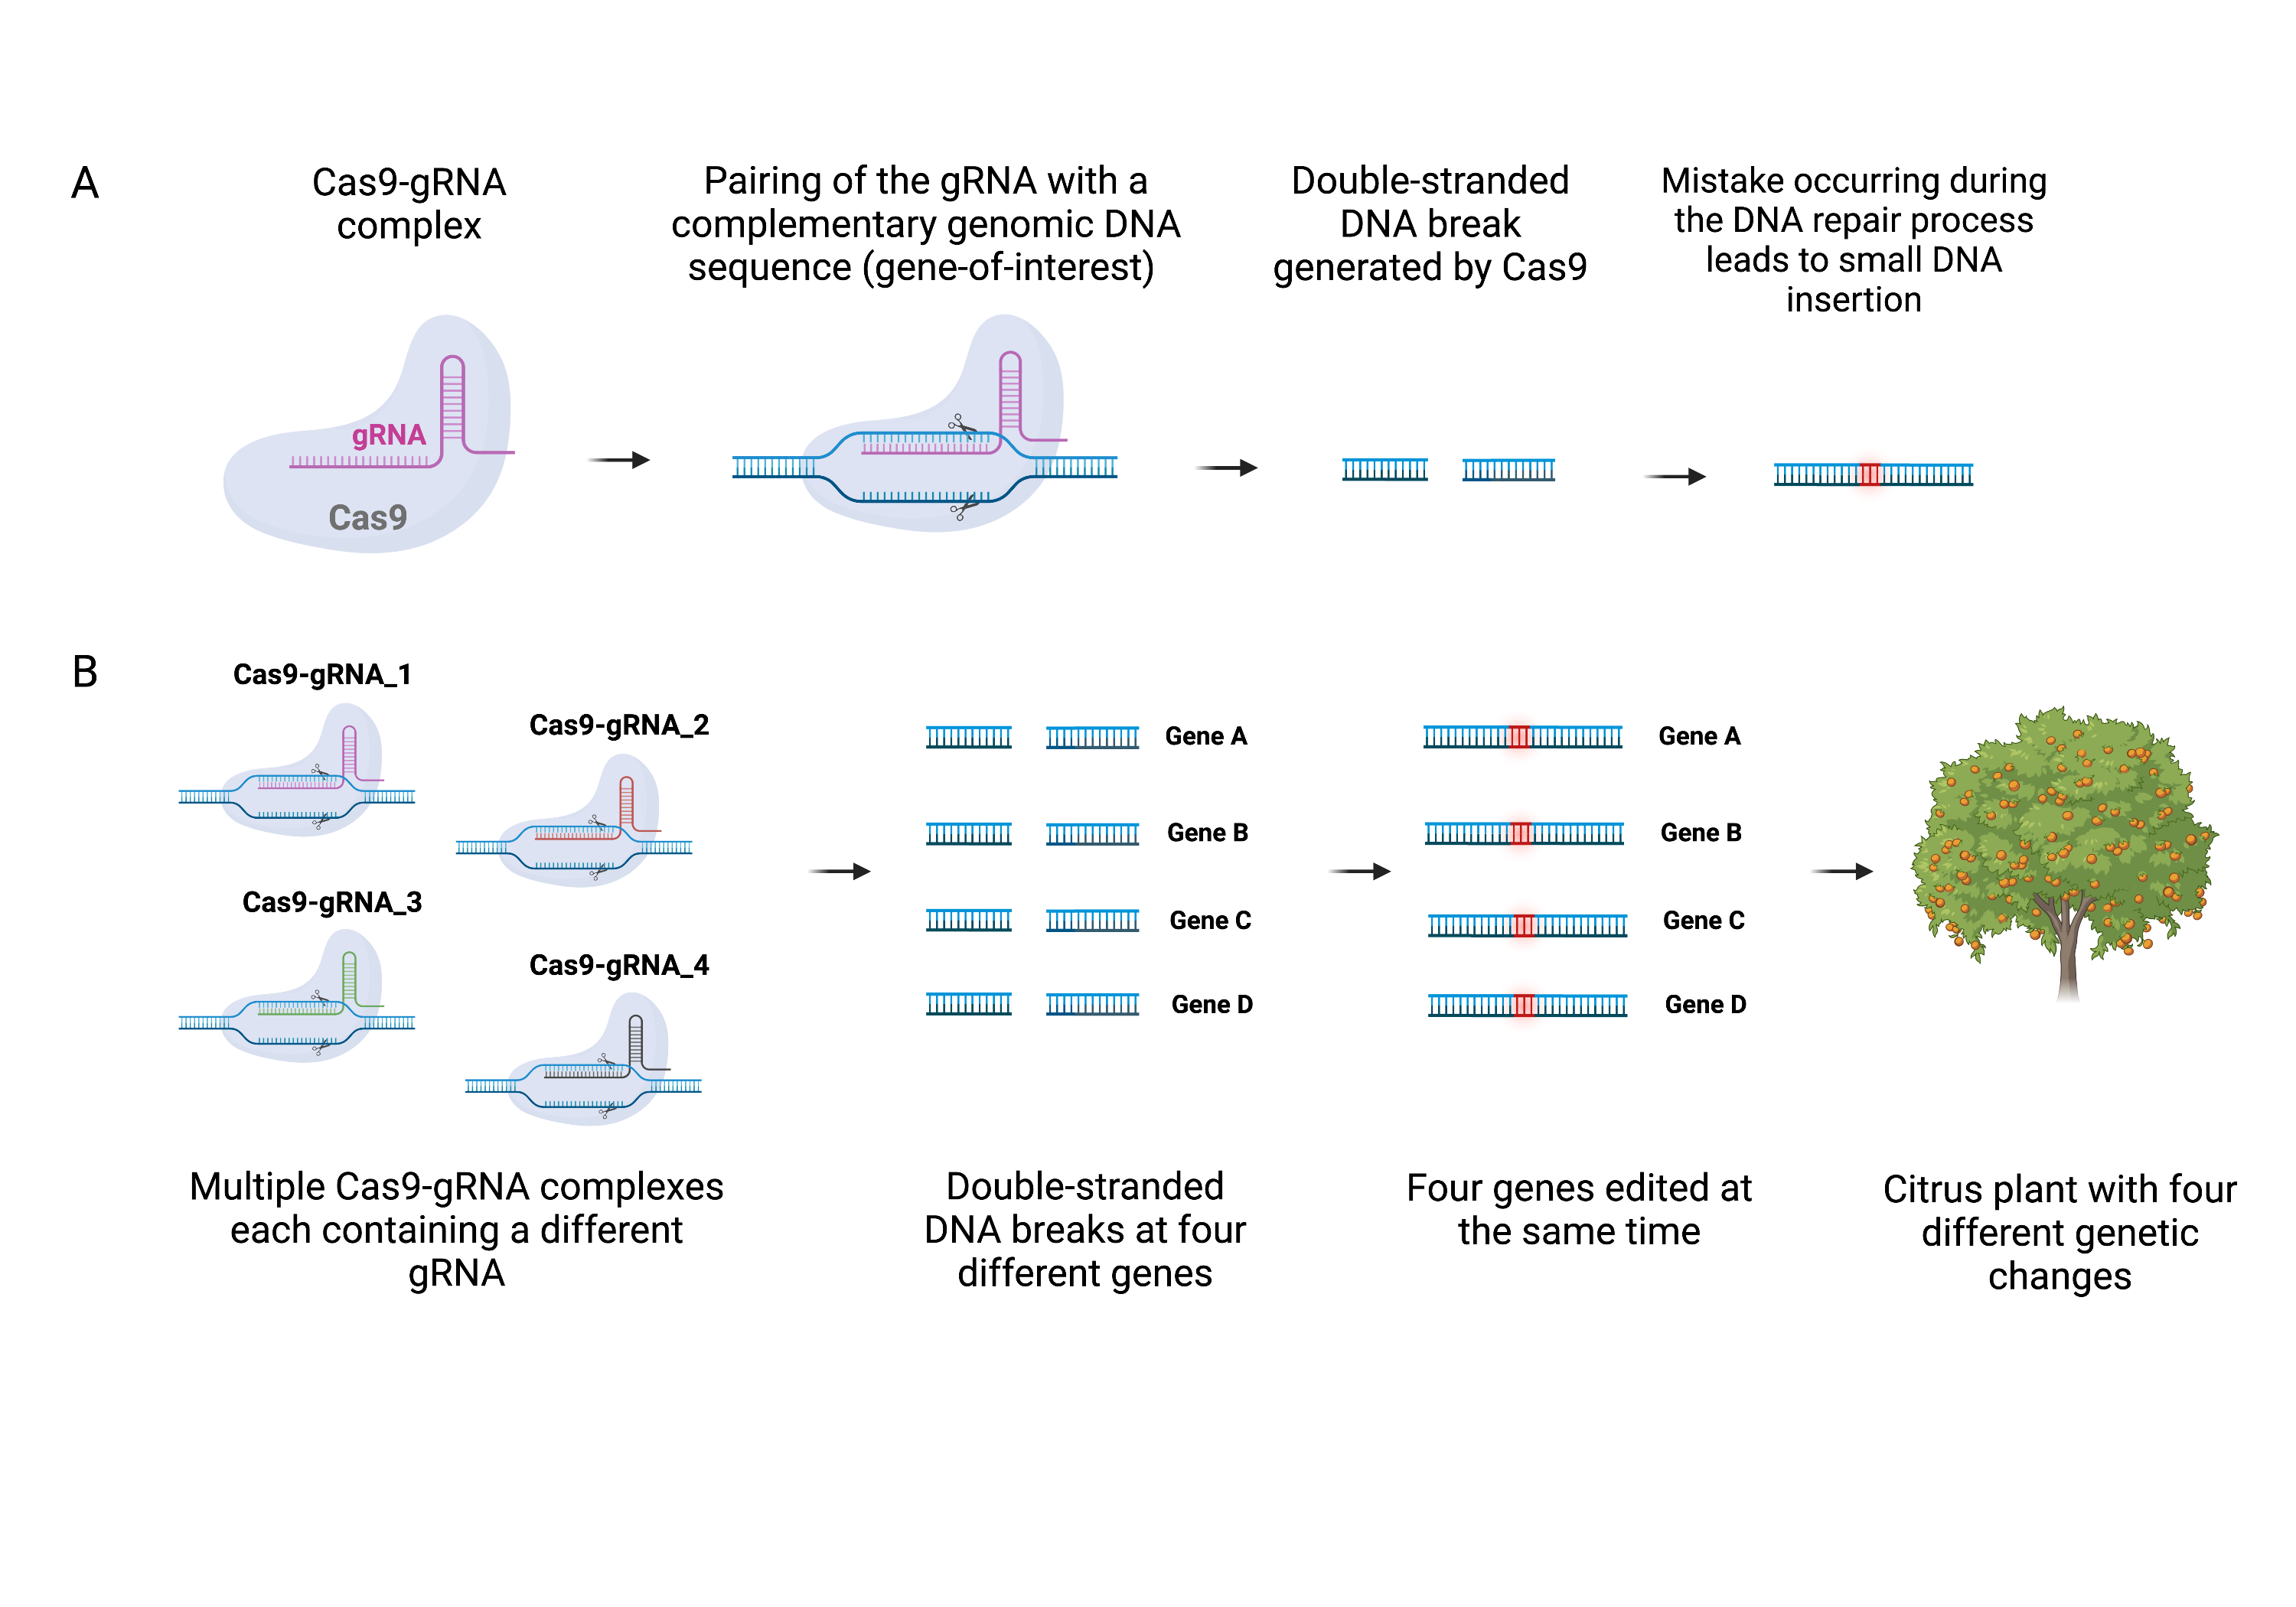 A
Cas9-gRNA
complex
Pairing of the gRNA with a
complementary genomic DNA
sequence (gene-of-interest)
Double-stranded
DNA break
generated by Cas9
Mistake occurring during
the DNA repair process
leads to small DNA
insertion
gRNA
Cas9
B
Cas9-gRNA_1
Cas9-gRNA_2
Cas9-gRNA_3
Cas9-gRNA_4
Gene A
Gene B
Gene C
Gene D
Gene A
Gene B
Gene C
Gene D
Multiple Cas9-gRNA complexes
each containing a different
gRNA
Double-stranded
DNA breaks at four
different genes
Four genes edited at
the same time
Citrus plant with four
different genetic
changes